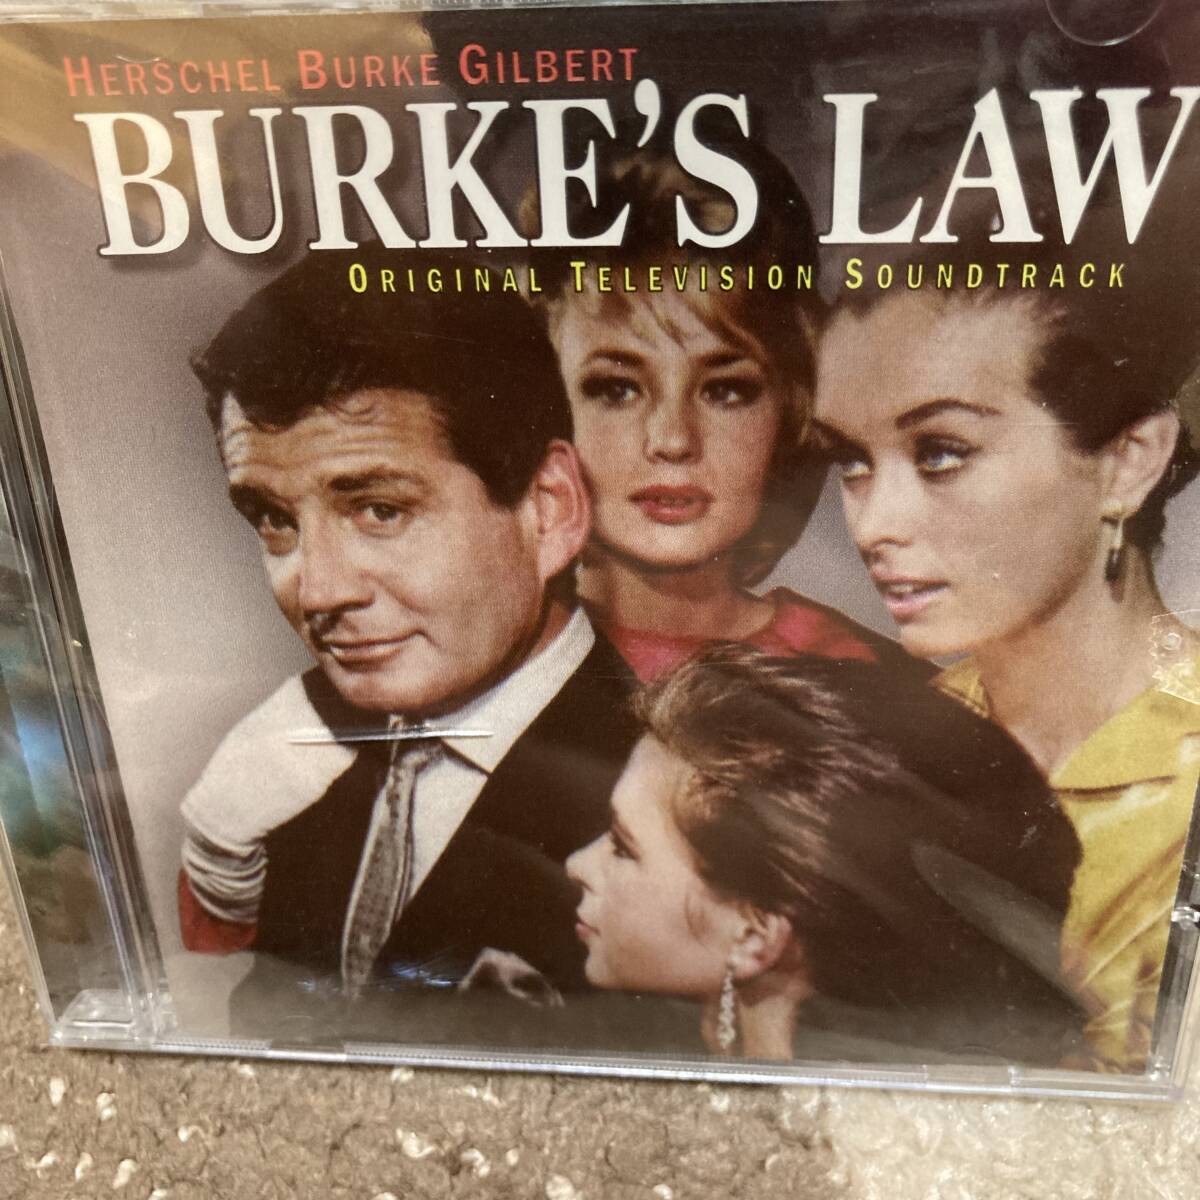 HERSCHEL BURKE GILBERT
BURKE'S LAW
ORIGINAL TELEVISION SOUNDTRACK